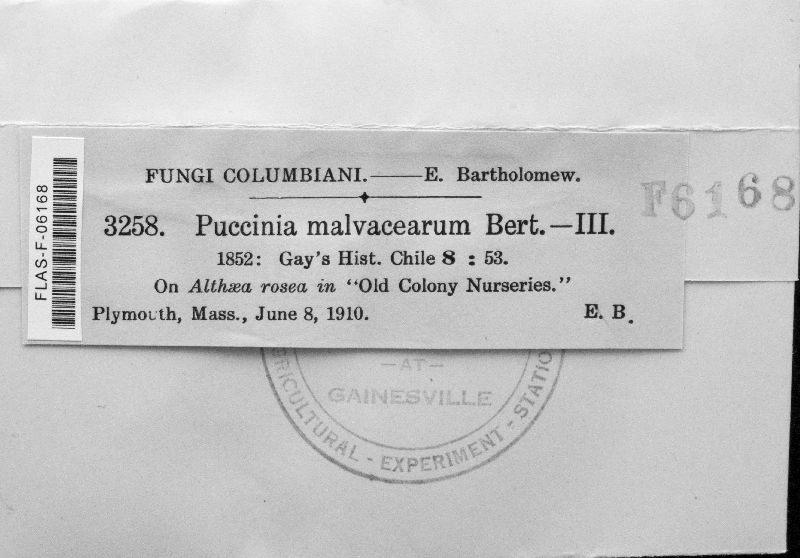 FUNGI COLUMBIANI.——E. Bartholomew.
3258. Puccinia malvacearum Bert.—III.
1852: Gay's Hist. Chile 8 : 53.
On Althæa rosea in "Old Colony Nurseries."
Plymouth, Mass., June 8, 1910. E. B.
FLAS-F-06168
F6168
—AT—
GAINESVILLE
AGRICULTURAL - EXPERIMENT - STATION